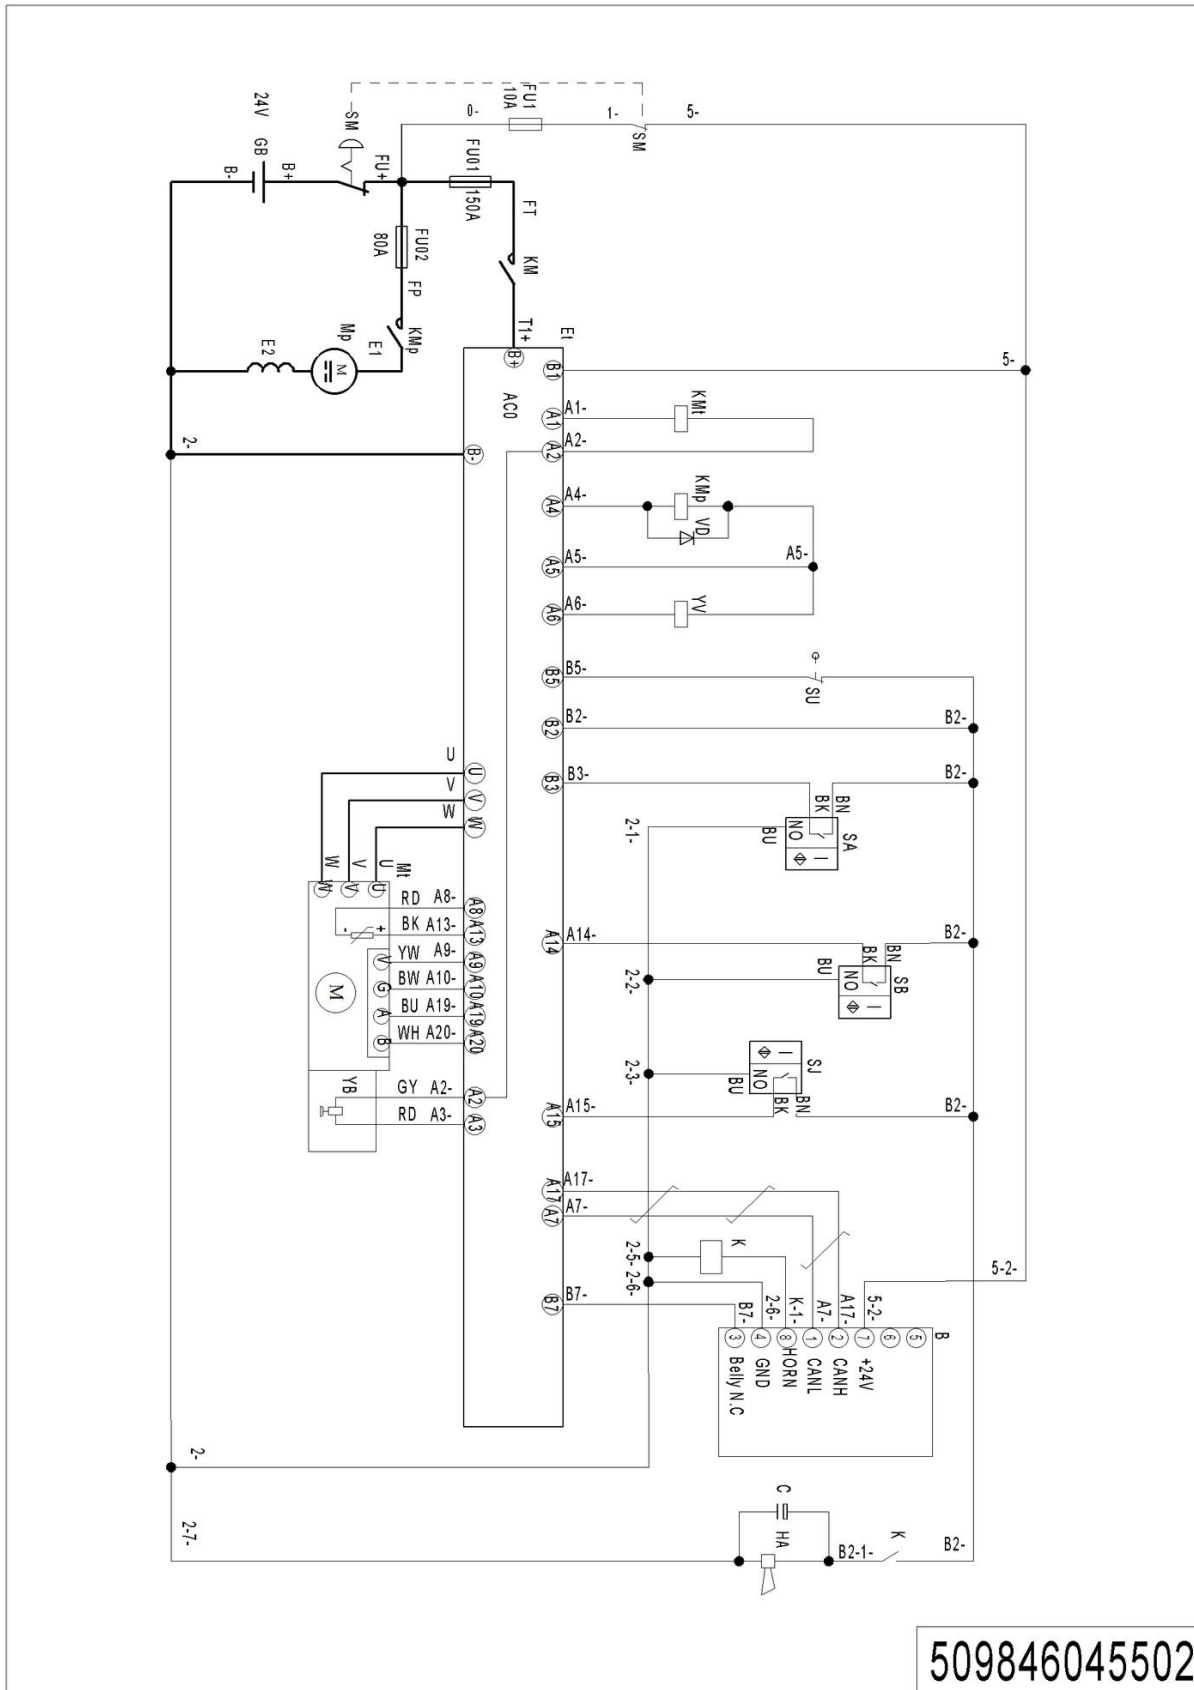 24V
GB
B-
B+
SM
FU+
0-
FU1
10A
1-
SM
5-
FU01
150A
FT
FU02
80A
FP
KM
T1+
Et
KMp
E1
Mp
M
E2
2-
B+
AC0
B-
B1
5-
A1
A1-
KMt
A2
A2-
A4
A4-
KMp
VD
A5
A5-
A5-
A6
A6-
YV
B5
B5-
SU
B2
B2-
B2-
B3
B3-
B2-
BK
BN
NO
SA
BU
2-1-
U
V
W
U
V
W
W
V
U
Mt
W
V
U
RD A8-
A8
BK A13-
A13
- +
YW A9-
A9
BW A10-
A10
BU A19-
A19
WH A20-
A20
V
G
A
B
M
YB
GY A2-
A2
RD A3-
A3
A14
A14-
B2-
BK
BN
NO
SB
BU
2-2-
SJ
NO
BU
BK
BN
2-3-
A15
A15-
B2-
A17
A17-
A7
A7-
K
2-5-
2-6-
5-2-
B7
B7-
B7-
2-6-
K-1-
A7-
A17-
5-2-
B
3
4
8
1
2
7
6
5
Belly N.C
GND
HORN
CANL
CANH
+24V
2-
2-7-
C
HA
B2-1-
K
B2-
509846045502